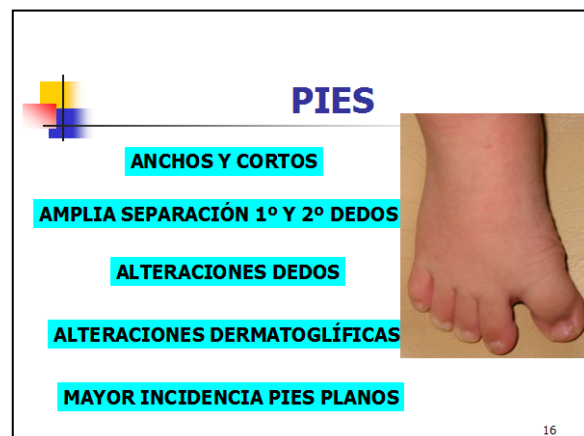 PIES
ANCHOS Y CORTOS
AMPLIA SEPARACIÓN 1º Y 2º DEDOS
ALTERACIONES DEDOS
ALTERACIONES DERMATOGLÍFICAS
MAYOR INCIDENCIA PIES PLANOS
16